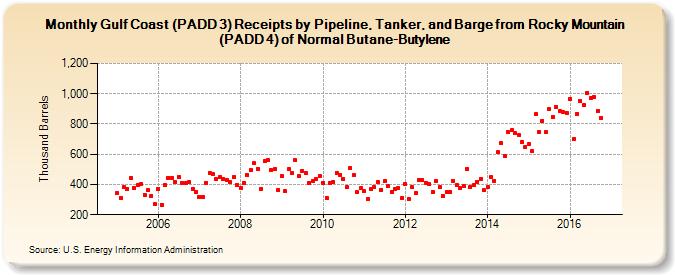 Monthly Gulf Coast (PADD 3) Receipts by Pipeline, Tanker, and Barge from Rocky Mountain
(PADD 4) of Normal Butane-Butylene
Thousand Barrels
1,200
1,000
800
600
400
200
2006 2008 2010 2012 2014 2016
Source: U.S. Energy Information Administration